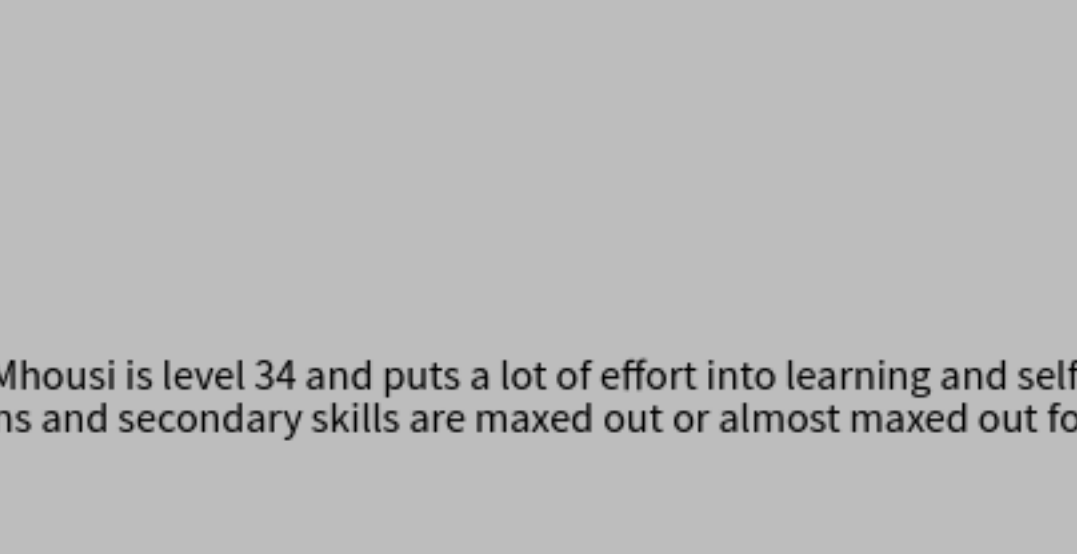 Mhousi is level 34 and puts a lot of effort into learning and self
ns and secondary skills are maxed out or almost maxed out fo